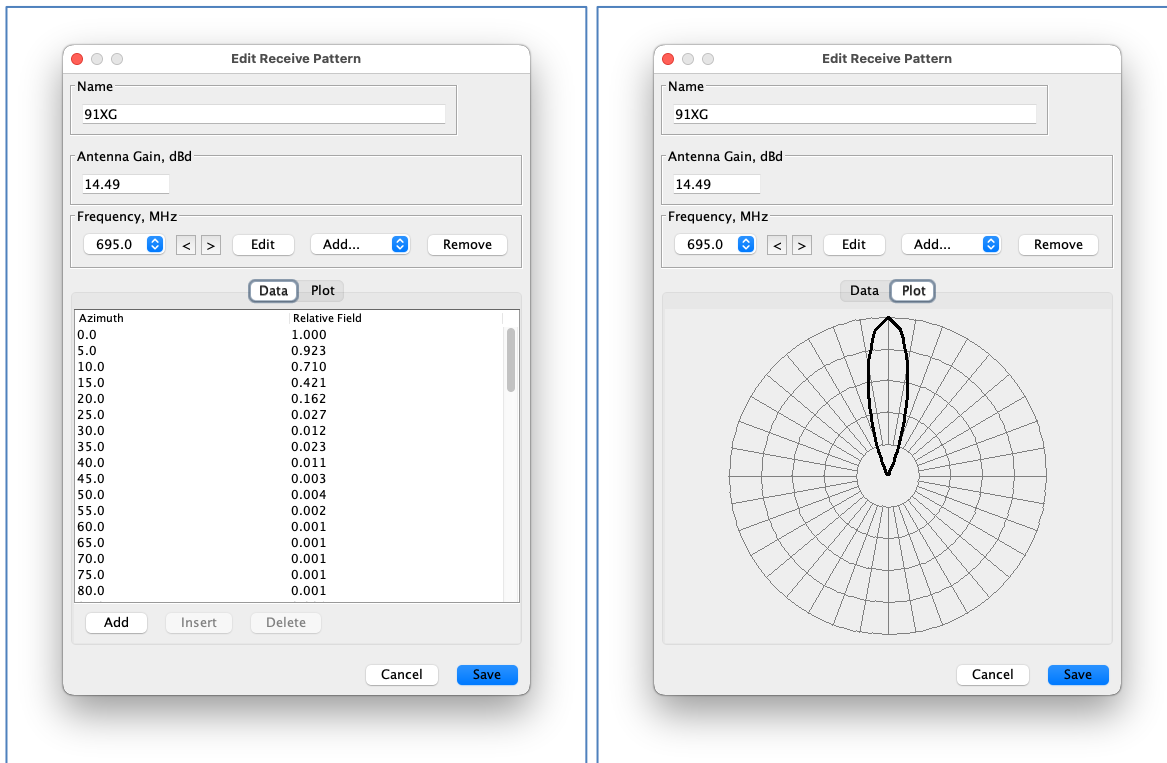 Edit Receive Pattern
Name
91XG
Antenna Gain, dBd
14.49
Frequency, MHz
695.0 < > Edit Add... Remove
Data Plot
Azimuth Relative Field
0.0 1.000
5.0 0.923
10.0 0.710
15.0 0.421
20.0 0.162
25.0 0.027
30.0 0.012
35.0 0.023
40.0 0.011
45.0 0.003
50.0 0.004
55.0 0.002
60.0 0.001
65.0 0.001
70.0 0.001
75.0 0.001
80.0 0.001
Add Insert Delete
Cancel Save
Edit Receive Pattern
Name
91XG
Antenna Gain, dBd
14.49
Frequency, MHz
695.0 < > Edit Add... Remove
Data Plot
Cancel Save